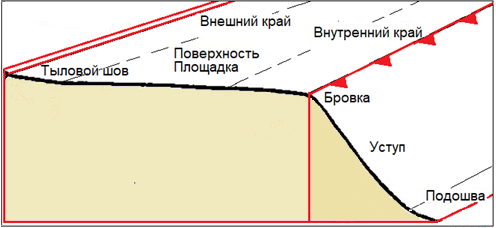 Внешний край
Внутренний край
Поверхность
Площадка
Тыловой шов
Бровка
Уступ
Подошва